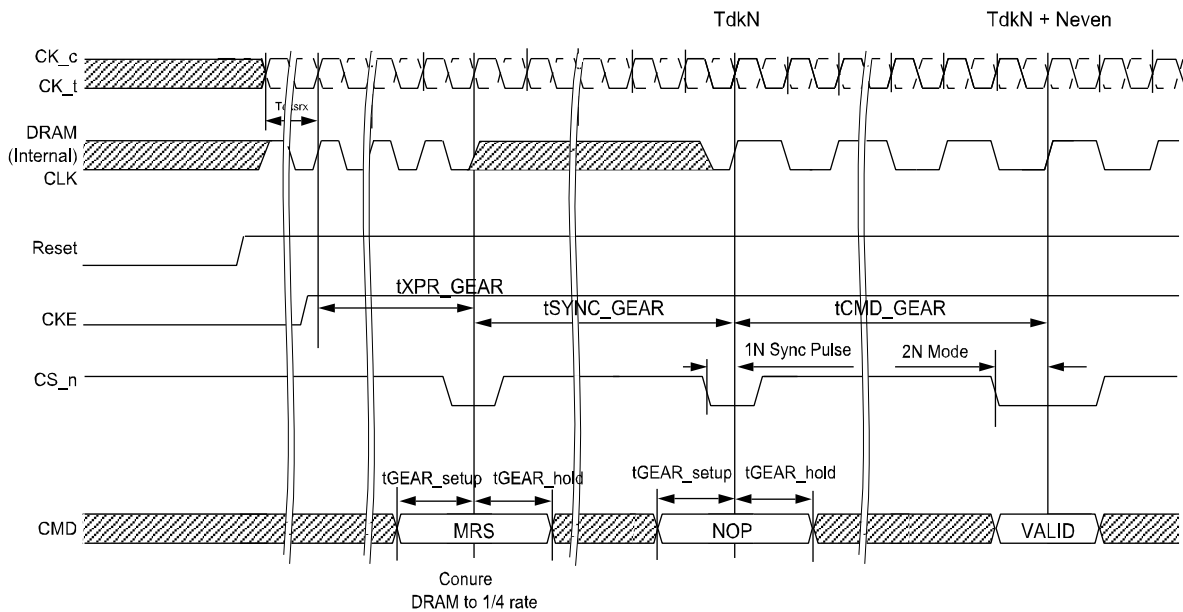 TdkN
TdkN + Neven
CK_c
CK_t
DRAM
(Internal)
CLK
Reset
tXPR_GEAR
tSYNC_GEAR
tCMD_GEAR
CKE
1N Sync Pulse
2N Mode
CS_n
tGEAR_setup
tGEAR_hold
tGEAR_setup
tGEAR_hold
CMD
MRS
NOP
VALID
Conure
DRAM to 1/4 rate